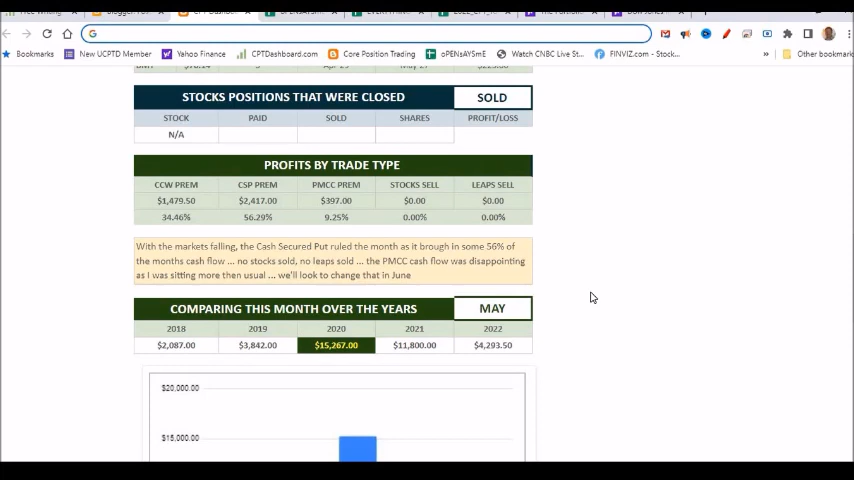 Bookmarks New UCPTD Member Yahoo Finance CPTDashboard.com Core Position Trading oPENsAYSmE Watch CNBC Live St... FINVIZ.com - Stock... » Other bookmarks
STOCKS POSITIONS THAT WERE CLOSED SOLD
STOCK PAID SOLD SHARES PROFIT/LOSS
N/A
PROFITS BY TRADE TYPE
CCW PREM CSP PREM PMCC PREM STOCKS SELL LEAPS SELL
$1,479.50 $2,417.00 $397.00 $0.00 $0.00
34.46% 56.29% 9.25% 0.00% 0.00%
With the markets falling, the Cash Secured Put ruled the month as it brough in some 56% of
the months cash flow ... no stocks sold, no leaps sold ... the PMCC cash flow was disappointing
as I was sitting more then usual ... we'll look to change that in June
COMPARING THIS MONTH OVER THE YEARS MAY
2018 2019 2020 2021 2022
$2,087.00 $3,842.00 $15,267.00 $11,800.00 $4,293.50
$20,000.00
$15,000.00